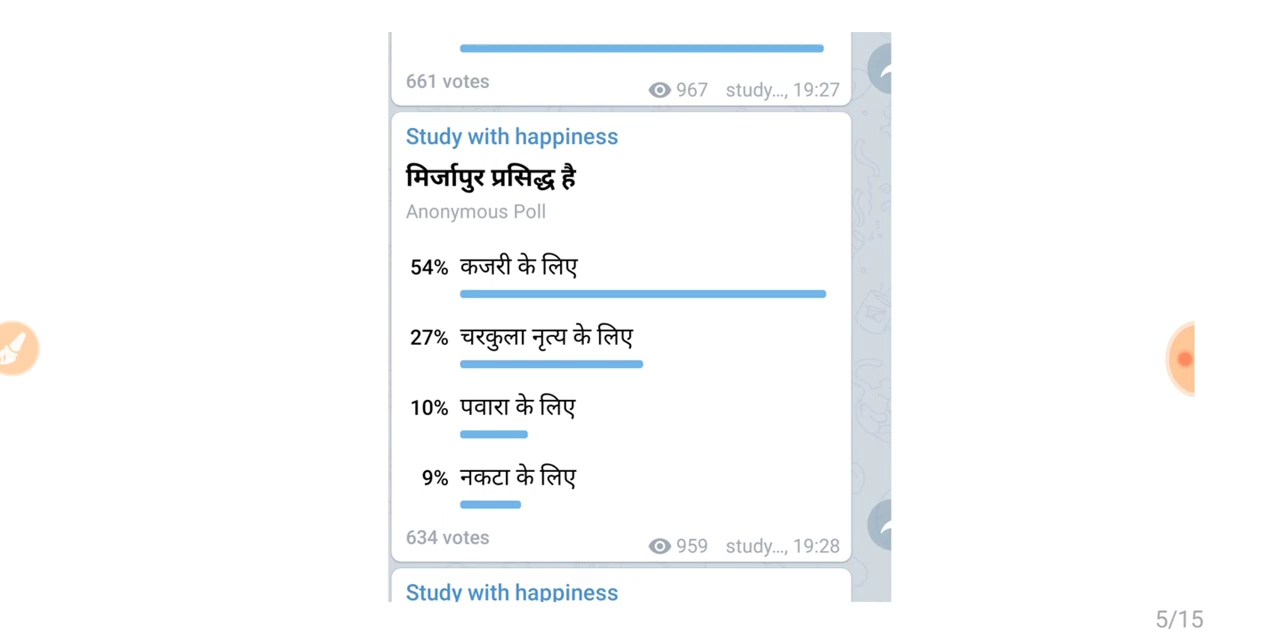 661 votes
967 study..., 19:27
Study with happiness
मिर्जापुर प्रसिद्ध है
Anonymous Poll
54% कजरी के लिए
27% चरकुला नृत्य के लिए
10% पवारा के लिए
9% नकटा के लिए
634 votes
959 study..., 19:28
Study with happiness
5/15